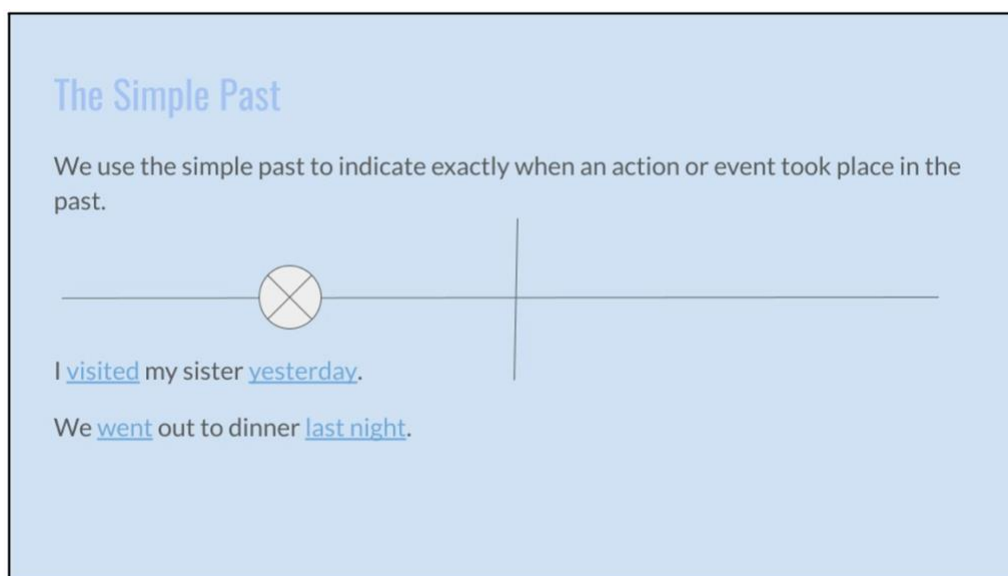 The Simple Past
We use the simple past to indicate exactly when an action or event took place in the
past.
I visited my sister yesterday.
We went out to dinner last night.